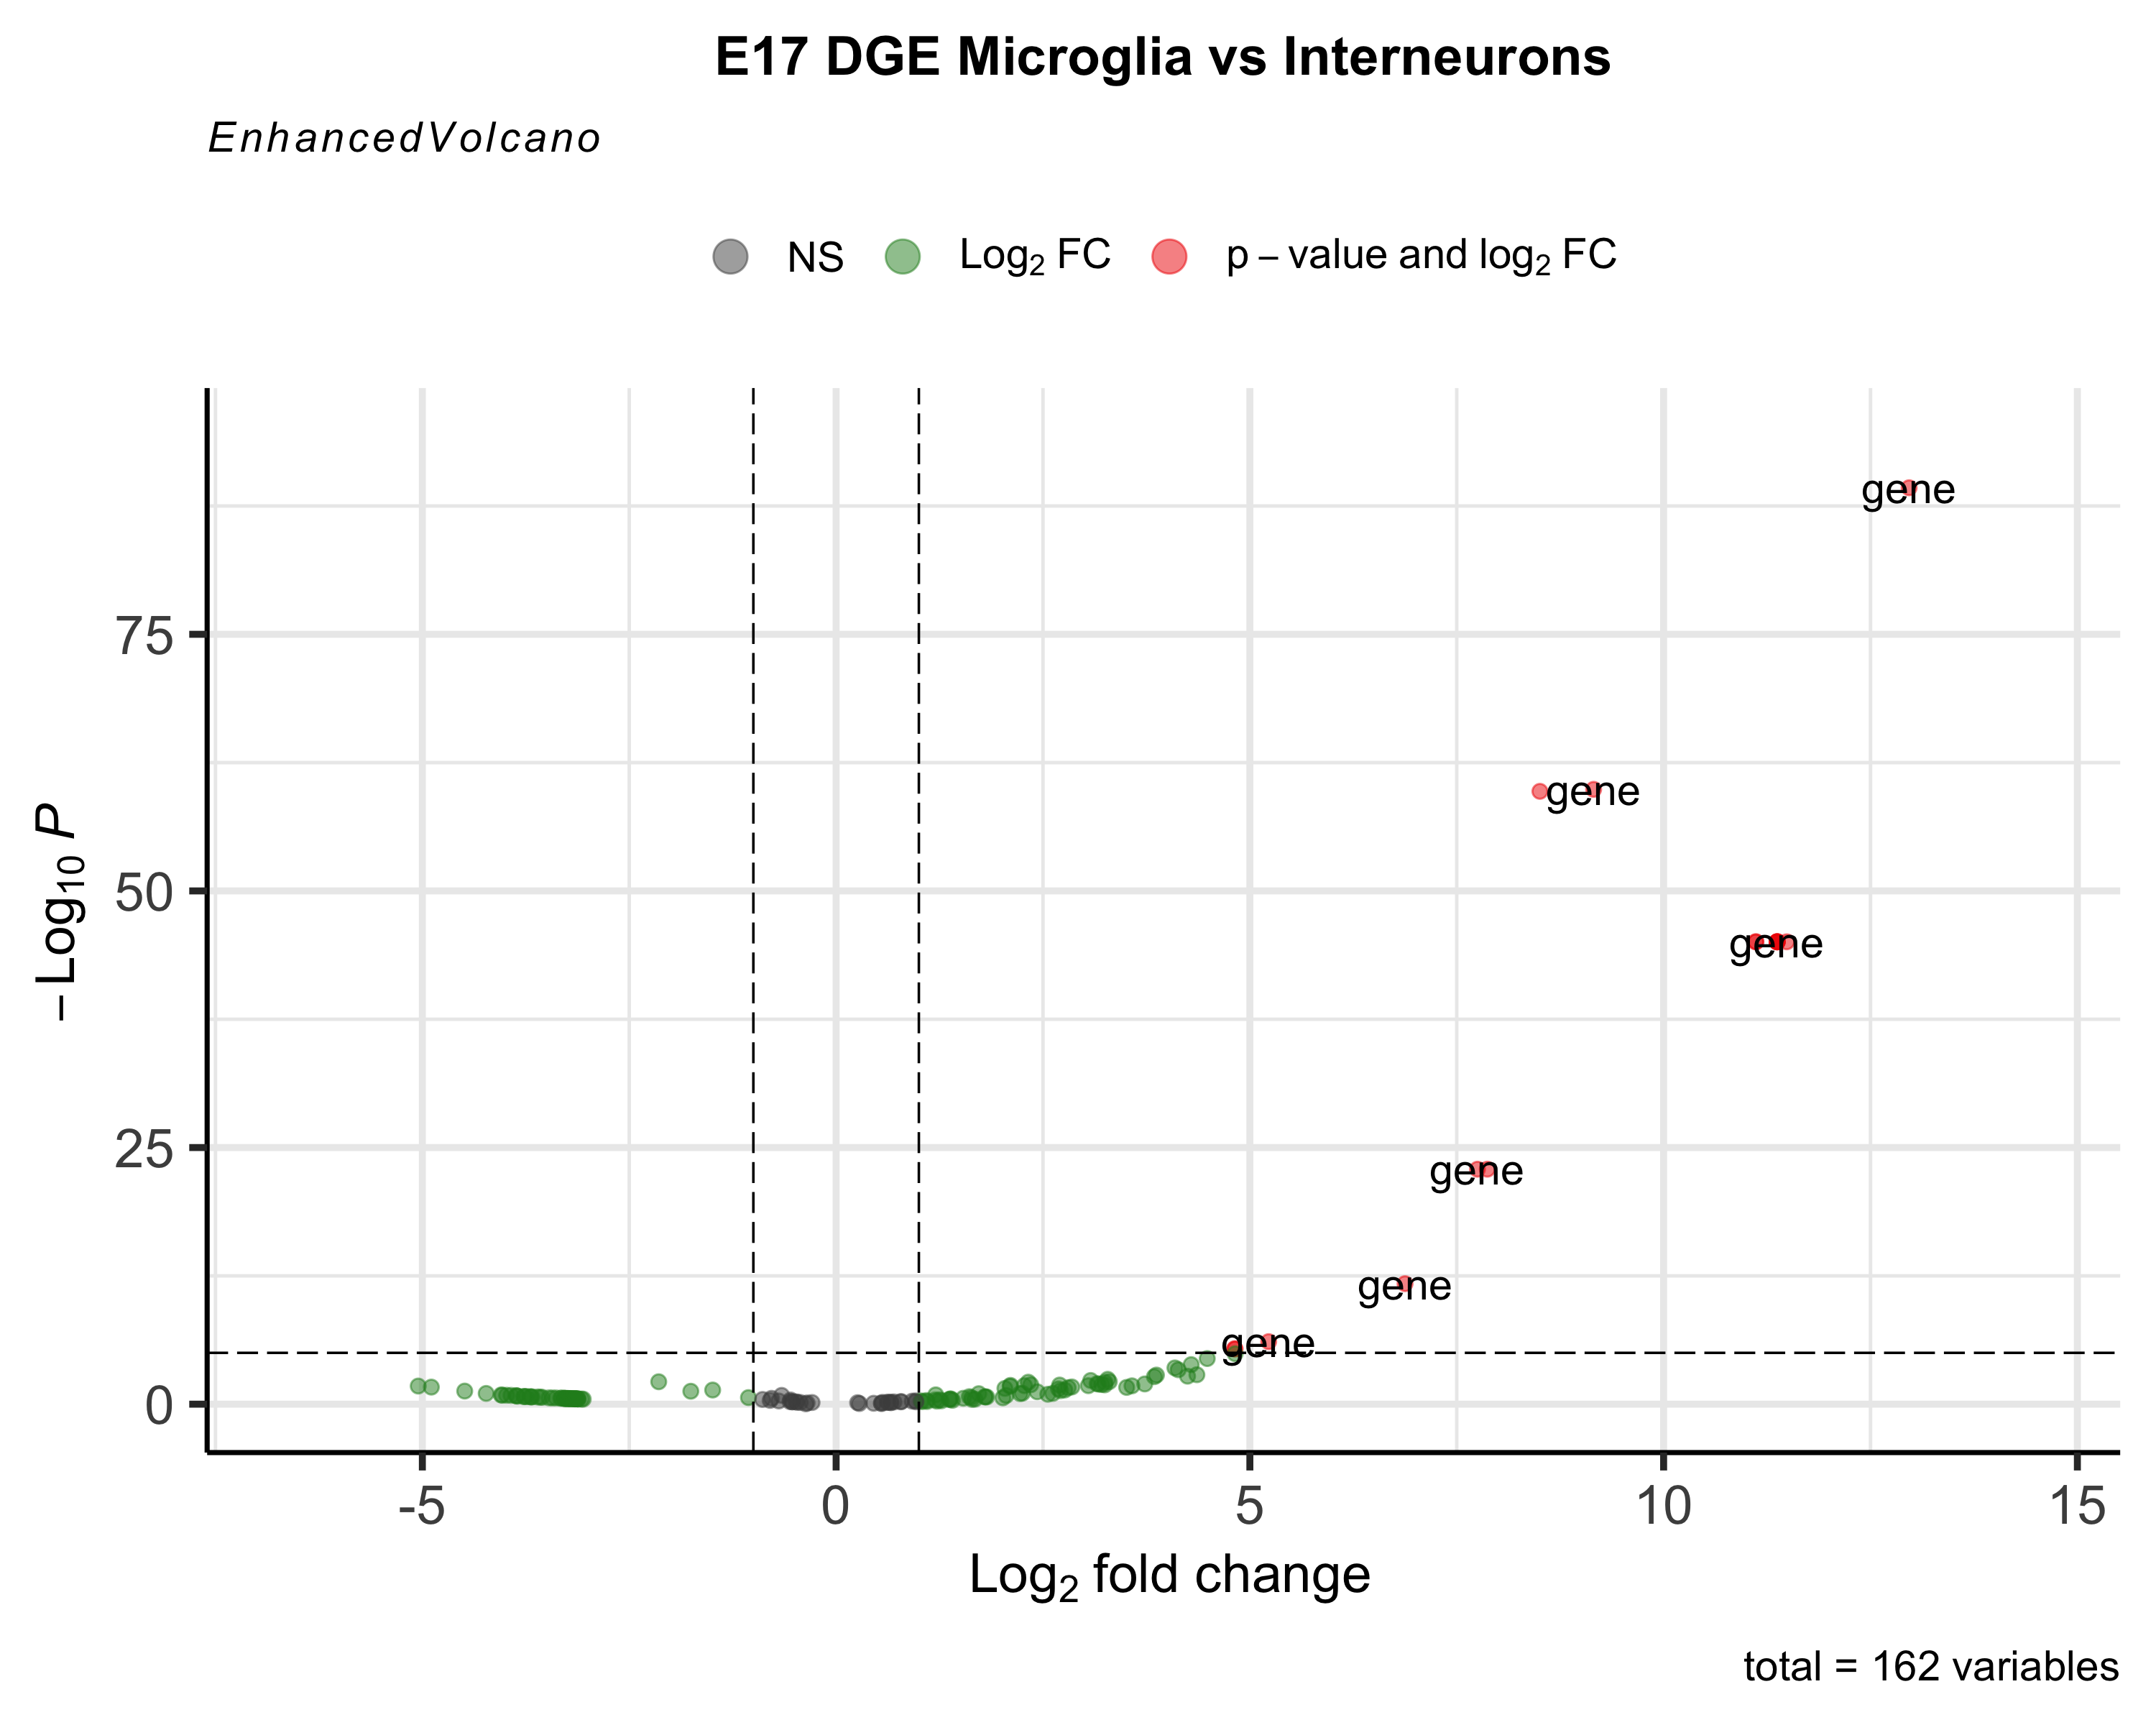 E17 DGE Microglia vs Interneurons
EnhancedVolcano
NS Log₂ FC p – value and log₂ FC
gene
75
gene
50
gene
25
gene
gene
gene
0
– Log₁₀ P
-5 0 5 10 15
Log₂ fold change
total = 162 variables